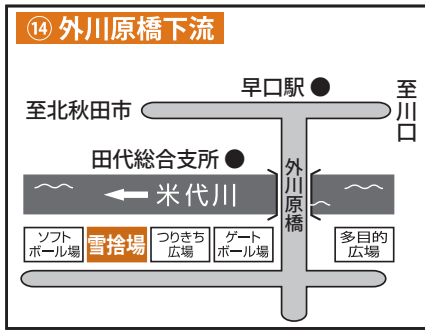 ⑭ 外川原橋下流
早口駅
至北秋田市
至川口
田代総合支所
外川原橋
米代川
ソフト
ボール場
雪捨場
つりきち
広場
ゲート
ボール場
多目的
広場